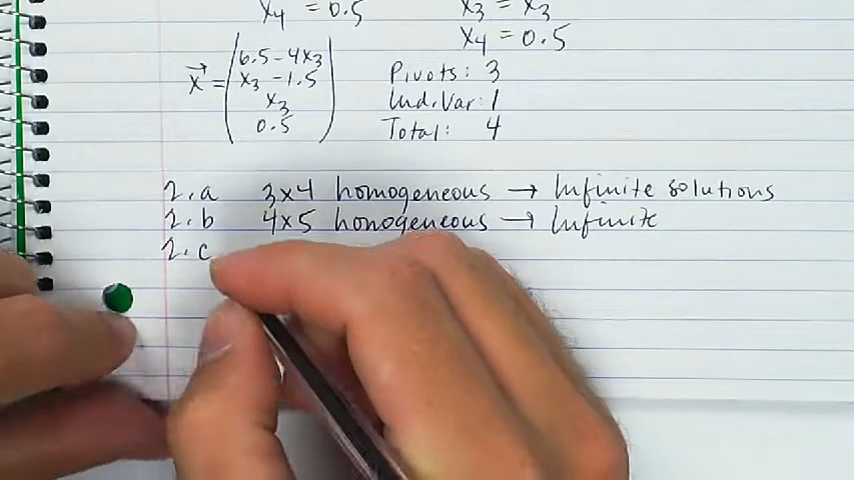 x4 = 0.5
x3 = x3
x4 = 0.5
x = 6.5 - 4x3
x3 - 1.5
x3
0.5
Pivots: 3
Ind. Var: 1
Total: 4
2.a 3x4 homogeneous → Infinite solutions
2.b 4x5 honogeneous → Infinite
2.c